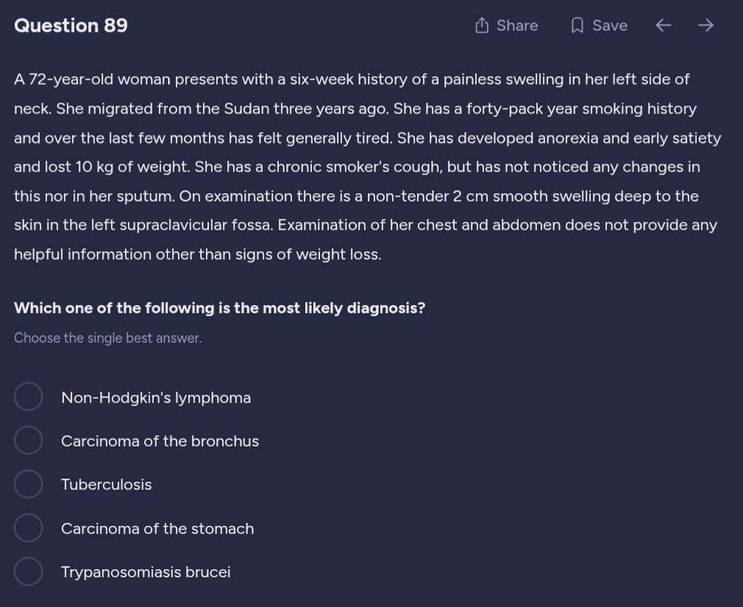 Question 89
Share
Save
A 72-year-old woman presents with a six-week history of a painless swelling in her left side of
neck. She migrated from the Sudan three years ago. She has a forty-pack year smoking history
and over the last few months has felt generally tired. She has developed anorexia and early satiety
and lost 10 kg of weight. She has a chronic smoker's cough, but has not noticed any changes in
this nor in her sputum. On examination there is a non-tender 2 cm smooth swelling deep to the
skin in the left supraclavicular fossa. Examination of her chest and abdomen does not provide any
helpful information other than signs of weight loss.
Which one of the following is the most likely diagnosis?
Choose the single best answer.
Non-Hodgkin's lymphoma
Carcinoma of the bronchus
Tuberculosis
Carcinoma of the stomach
Trypanosomiasis brucei